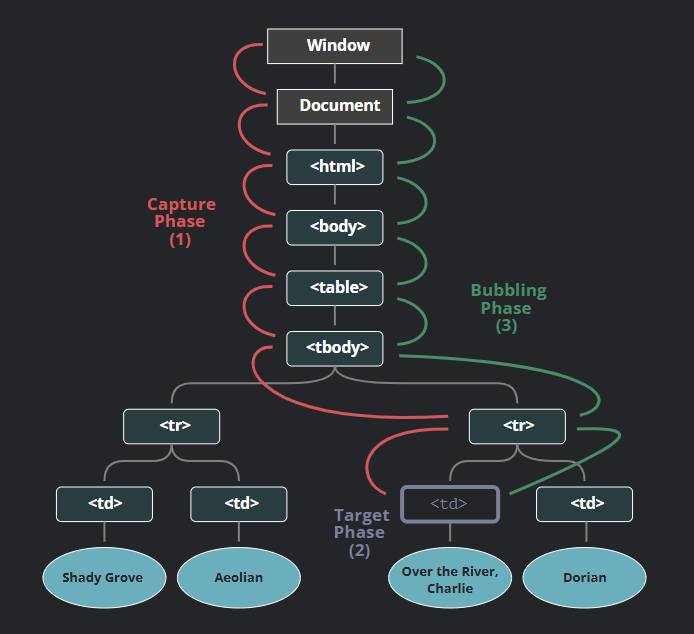 Window
Document
<html>
<body>
Capture
Phase
(1)
<table>
Bubbling
Phase
(3)
<tbody>
<tr>
<tr>
<td>
<td>
<td>
<td>
Target
Phase
(2)
Shady Grove
Aeolian
Over the River,
Charlie
Dorian